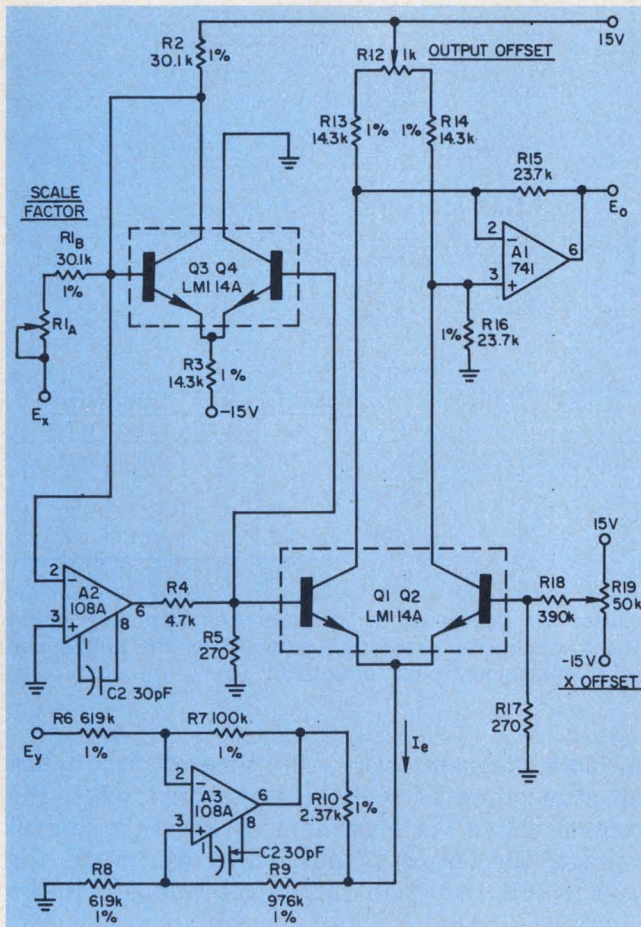 R2
30.1k
1%
15V
R12
1k
OUTPUT OFFSET
R13
14.3k
1%
1%
R14
14.3k
R15
23.7k
Eo
SCALE
FACTOR
R1B
30.1k
1%
R1A
Ex
Q3 Q4
LM114A
2
−
A1
741
6
3
+
1%
R16
23.7k
R3
14.3k
1%
−15V
2
−
A2
108A
6
3
+
1
8
C2 30pF
R4
4.7k
R5
270
Q1 Q2
LM114A
15V
R18
390k
R19
50k
−15V
X OFFSET
R17
270
Ie
Ey
R6 619k
1%
R7 100k
1%
2
−
A3
108A
6
3
+
1
8
C2 30pF
R10
2.37k
1%
R8
619k
1%
R9
976k
1%